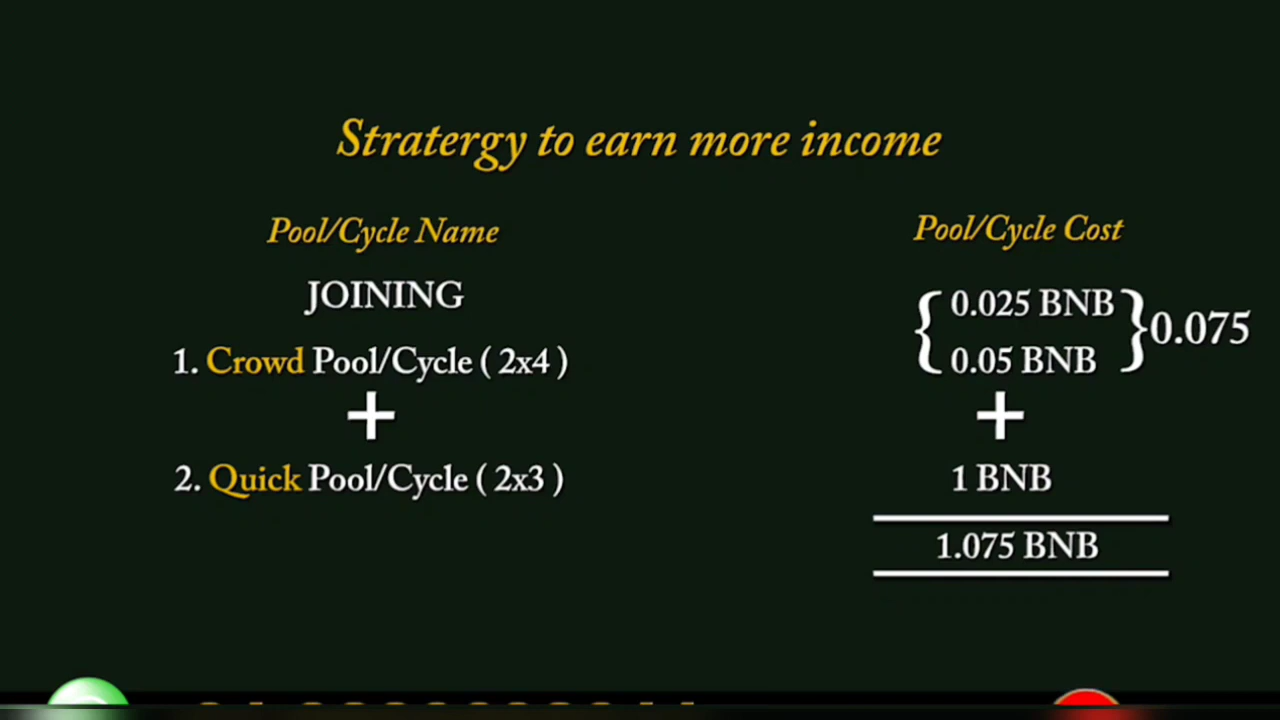 Stratergy to earn more income
Pool/Cycle Name
Pool/Cycle Cost
JOINING
0.025 BNB
0.075
1. Crowd Pool/Cycle ( 2x4 )
0.05 BNB
+
+
2. Quick Pool/Cycle ( 2x3 )
1 BNB
1.075 BNB